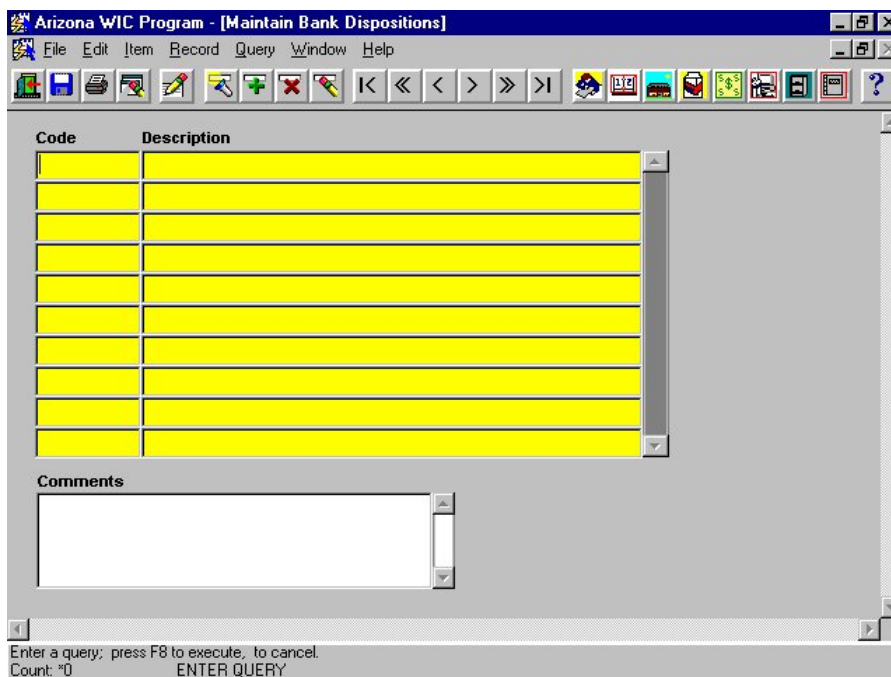 Arizona WIC Program - [Maintain Bank Dispositions]
File Edit Item Record Query Window Help
Code Description
Comments
Enter a query; press F8 to execute, to cancel.
Count: *0 ENTER QUERY